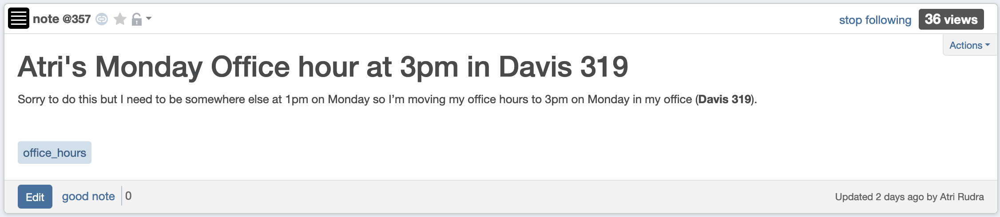 note @357
stop following
36 views
Actions
Atri's Monday Office hour at 3pm in Davis 319
Sorry to do this but I need to be somewhere else at 1pm on Monday so I’m moving my office hours to 3pm on Monday in my office (Davis 319).
office_hours
Edit
good note
0
Updated 2 days ago by Atri Rudra